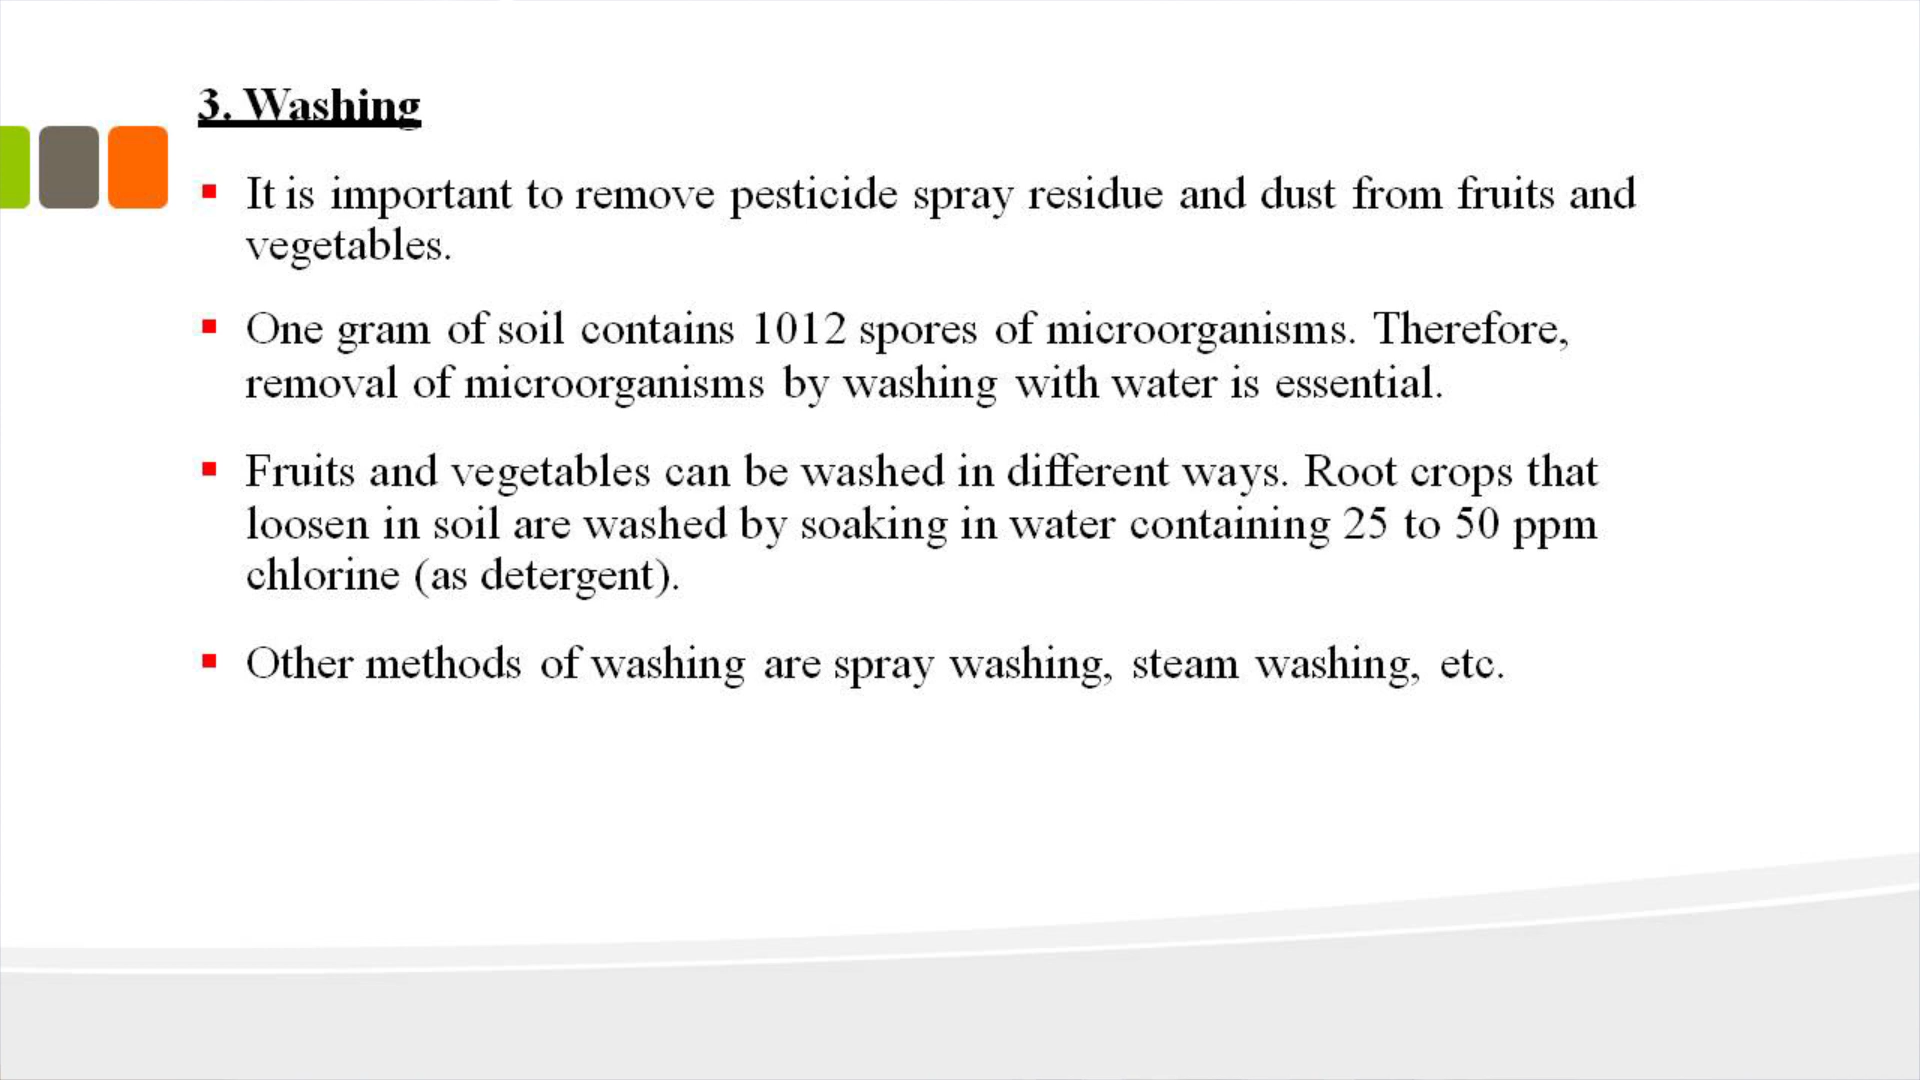 3. Washing
▪ It is important to remove pesticide spray residue and dust from fruits and
vegetables.
▪ One gram of soil contains 1012 spores of microorganisms. Therefore,
removal of microorganisms by washing with water is essential.
▪ Fruits and vegetables can be washed in different ways. Root crops that
loosen in soil are washed by soaking in water containing 25 to 50 ppm
chlorine (as detergent).
▪ Other methods of washing are spray washing, steam washing, etc.